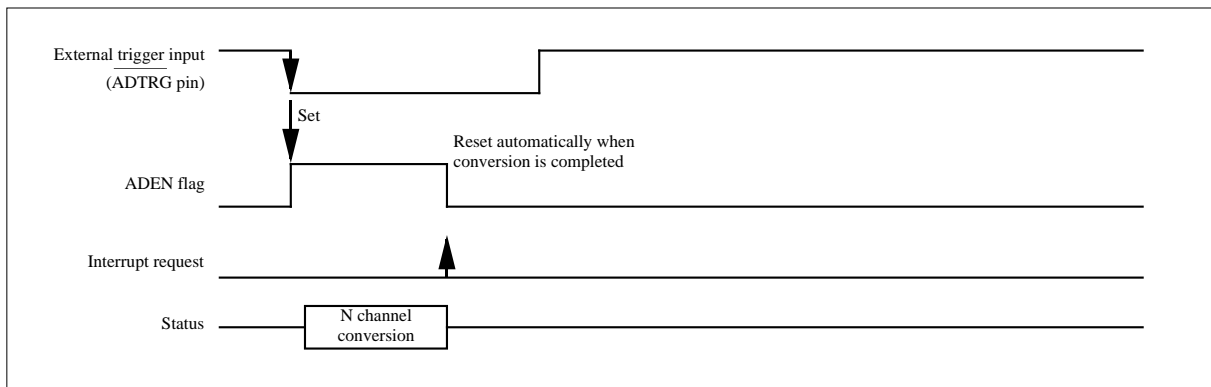 External trigger input
(ADTRG pin)
Set
Reset automatically when
conversion is completed
ADEN flag
Interrupt request
Status
N channel
conversion